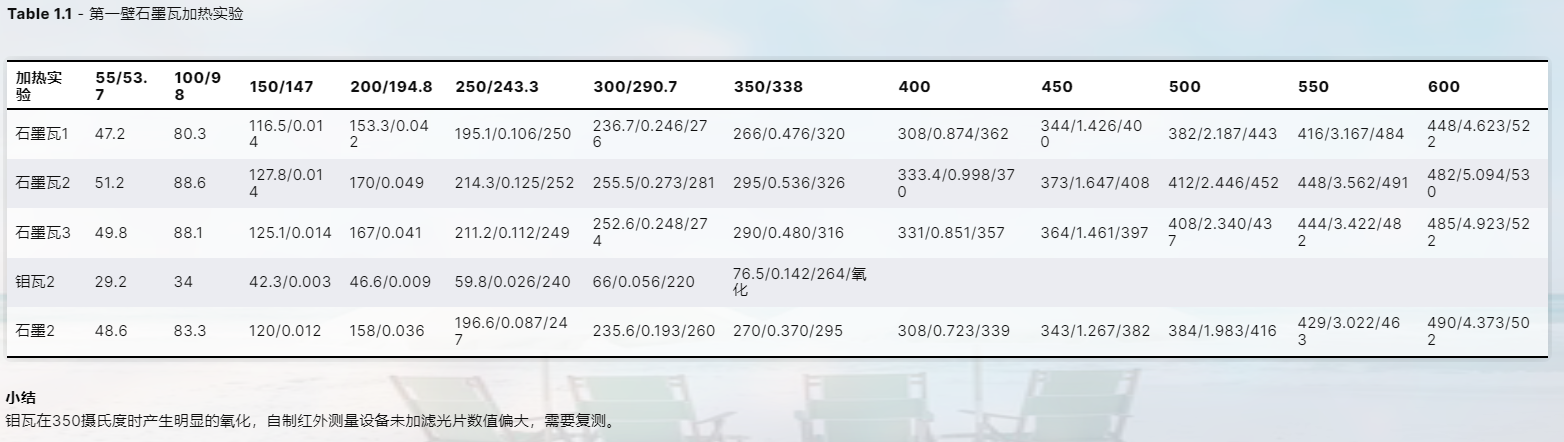 Table 1.1 - 第一壁石墨瓦加热实验
加热实验 55/53.7 100/98 150/147 200/194.8 250/243.3 300/290.7 350/338 400 450 500 550 600
石墨瓦1 47.2 80.3 116.5/0.014 153.3/0.042 195.1/0.106/250 236.7/0.246/276 266/0.476/320 308/0.874/362 344/1.426/400 382/2.187/443 416/3.167/484 448/4.623/522
石墨瓦2 51.2 88.6 127.8/0.014 170/0.049 214.3/0.125/252 255.5/0.273/281 295/0.536/326 333.4/0.998/370 373/1.647/408 412/2.446/452 448/3.562/491 482/5.094/530
石墨瓦3 49.8 88.1 125.1/0.014 167/0.041 211.2/0.112/249 252.6/0.248/274 290/0.480/316 331/0.851/357 364/1.461/397 408/2.340/437 444/3.422/482 485/4.923/522
钼瓦2 29.2 34 42.3/0.003 46.6/0.009 59.8/0.026/240 66/0.056/220 76.5/0.142/264/氧化
石墨2 48.6 83.3 120/0.012 158/0.036 196.6/0.087/247 235.6/0.193/260 270/0.370/295 308/0.723/339 343/1.267/382 384/1.983/416 429/3.022/463 490/4.373/502
小结
钼瓦在350摄氏度时产生明显的氧化，自制红外测量设备未加滤光片数值偏大，需要复测。